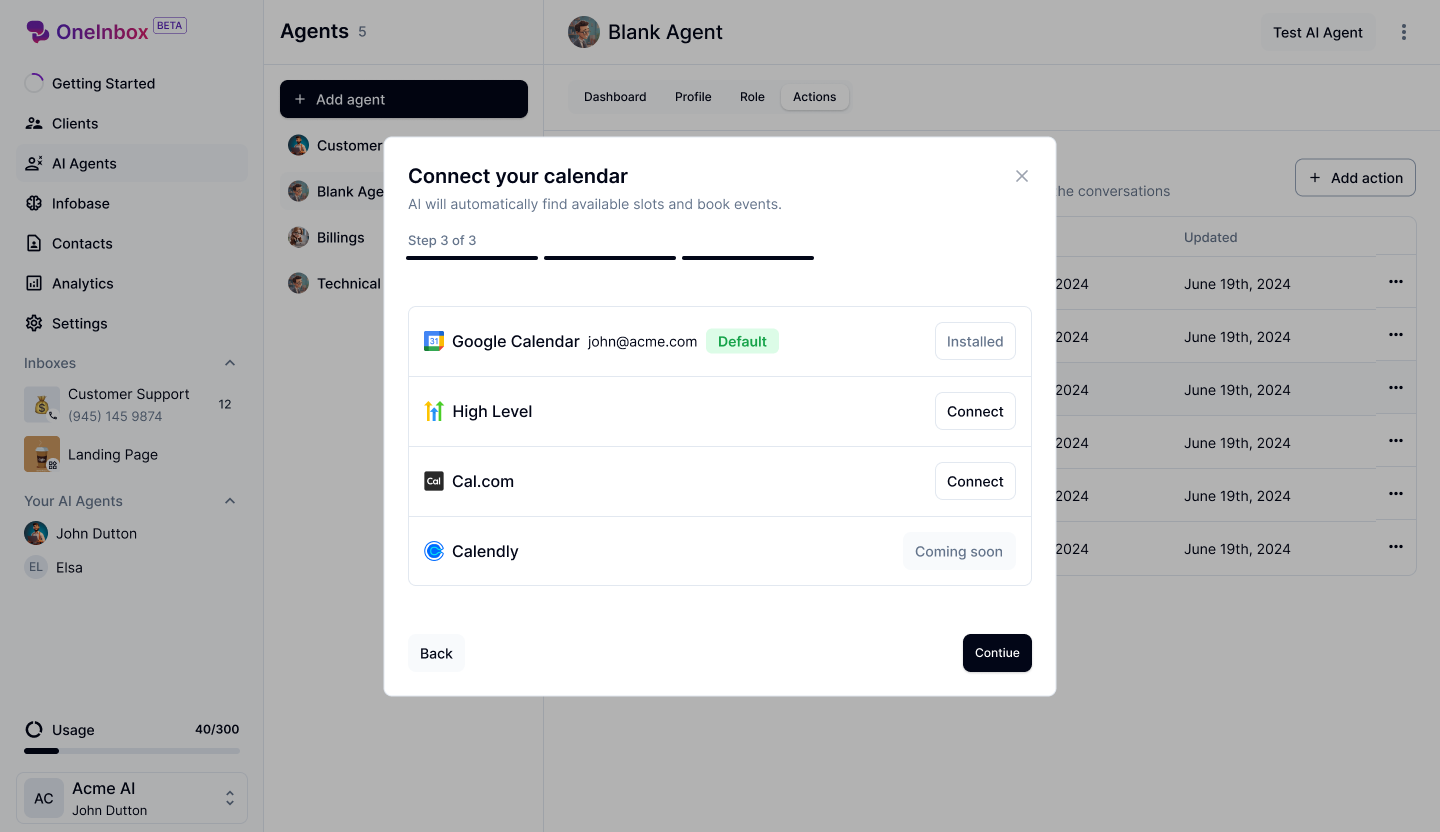 OneInbox BETA
Getting Started
Clients
AI Agents
Infobase
Contacts
Analytics
Settings
Inboxes
Customer Support
(945) 145 9874
12
Landing Page
Your AI Agents
John Dutton
EL Elsa
Usage 40/300
AC
Acme AI
John Dutton
Agents 5
Add agent
Customer
Blank Age
Billings
Technical
Blank Agent
Test AI Agent
Dashboard Profile Role Actions
he conversations
Add action
Updated
2024 June 19th, 2024
2024 June 19th, 2024
2024 June 19th, 2024
2024 June 19th, 2024
2024 June 19th, 2024
2024 June 19th, 2024
Connect your calendar
AI will automatically find available slots and book events.
Step 3 of 3
31 Google Calendar john@acme.com Default Installed
High Level Connect
Cal Cal.com Connect
Calendly Coming soon
Back Contiue